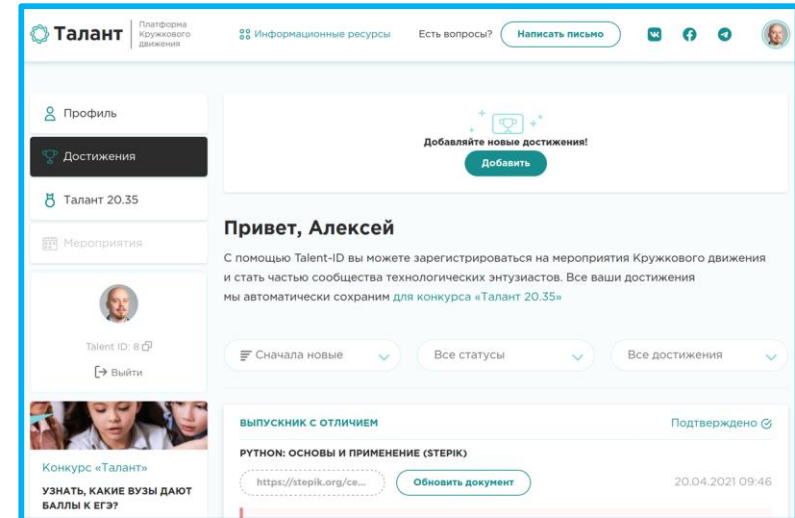 Талант
Платформа
Кружкового
движения
Информационные ресурсы
Есть вопросы?
Написать письмо
Профиль
Достижения
Талант 20.35
Мероприятия
Talent ID: 8
Выйти
Конкурс «Талант»
УЗНАТЬ, КАКИЕ ВУЗЫ ДАЮТ
БАЛЛЫ К ЕГЭ?
Добавляйте новые достижения!
Добавить
Привет, Алексей
С помощью Talent-ID вы можете зарегистрироваться на мероприятия Кружкового движения
и стать частью сообщества технологических энтузиастов. Все ваши достижения
мы автоматически сохраним для конкурса «Талант 20.35»
Сначала новые
Все статусы
Все достижения
ВЫПУСКНИК С ОТЛИЧИЕМ
Подтверждено
PYTHON: ОСНОВЫ И ПРИМЕНЕНИЕ (STEPIK)
https://stepik.org/ce...
Обновить документ
20.04.2021 09:46